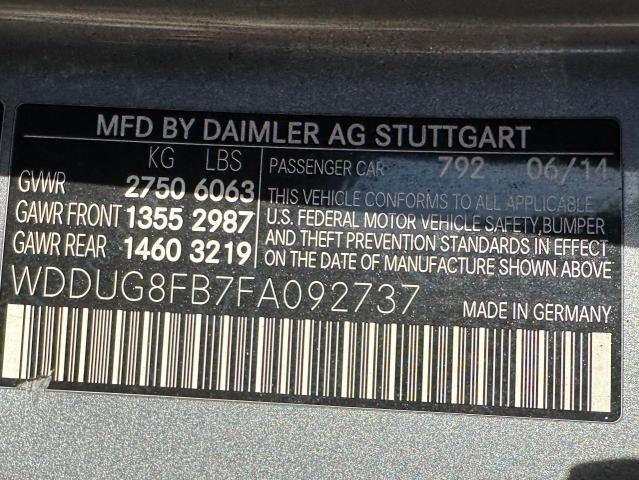 MFD BY DAIMLER AG STUTTGART
KG LBS
GVWR 2750 6063
GAWR FRONT 1355 2987
GAWR REAR 1460 3219
PASSENGER CAR 792 06/14
THIS VEHICLE CONFORMS TO ALL APPLICABLE
U.S. FEDERAL MOTOR VEHICLE SAFETY,BUMPER
AND THEFT PREVENTION STANDARDS IN EFFECT
ON THE DATE OF MANUFACTURE SHOWN ABOVE.
WDDUG8FB7FA092737
MADE IN GERMANY